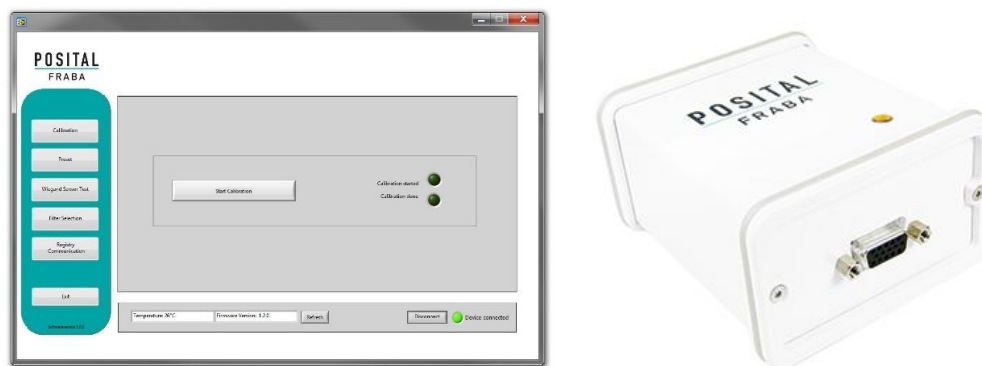 POSITAL
FRABA
Calibration
Preset
Wiegand Sensor Test
Filter Selection
Registry
Communication
Exit
Start Calibration
Calibration started
Calibration done
Temperature 26°C
Firmware Version: 1.2.0
Refresh
Disconnect
Device connected
POSITAL
FRABA